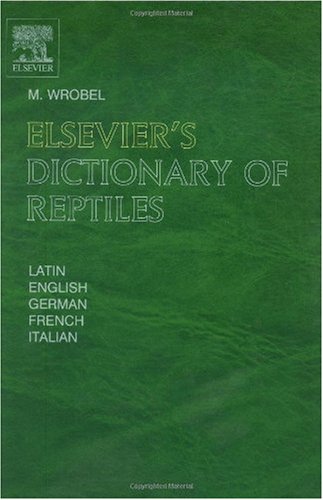 ELSEVIER
M. WROBEL
ELSEVIER'S
DICTIONARY OF
REPTILES
LATIN
ENGLISH
GERMAN
FRENCH
ITALIAN